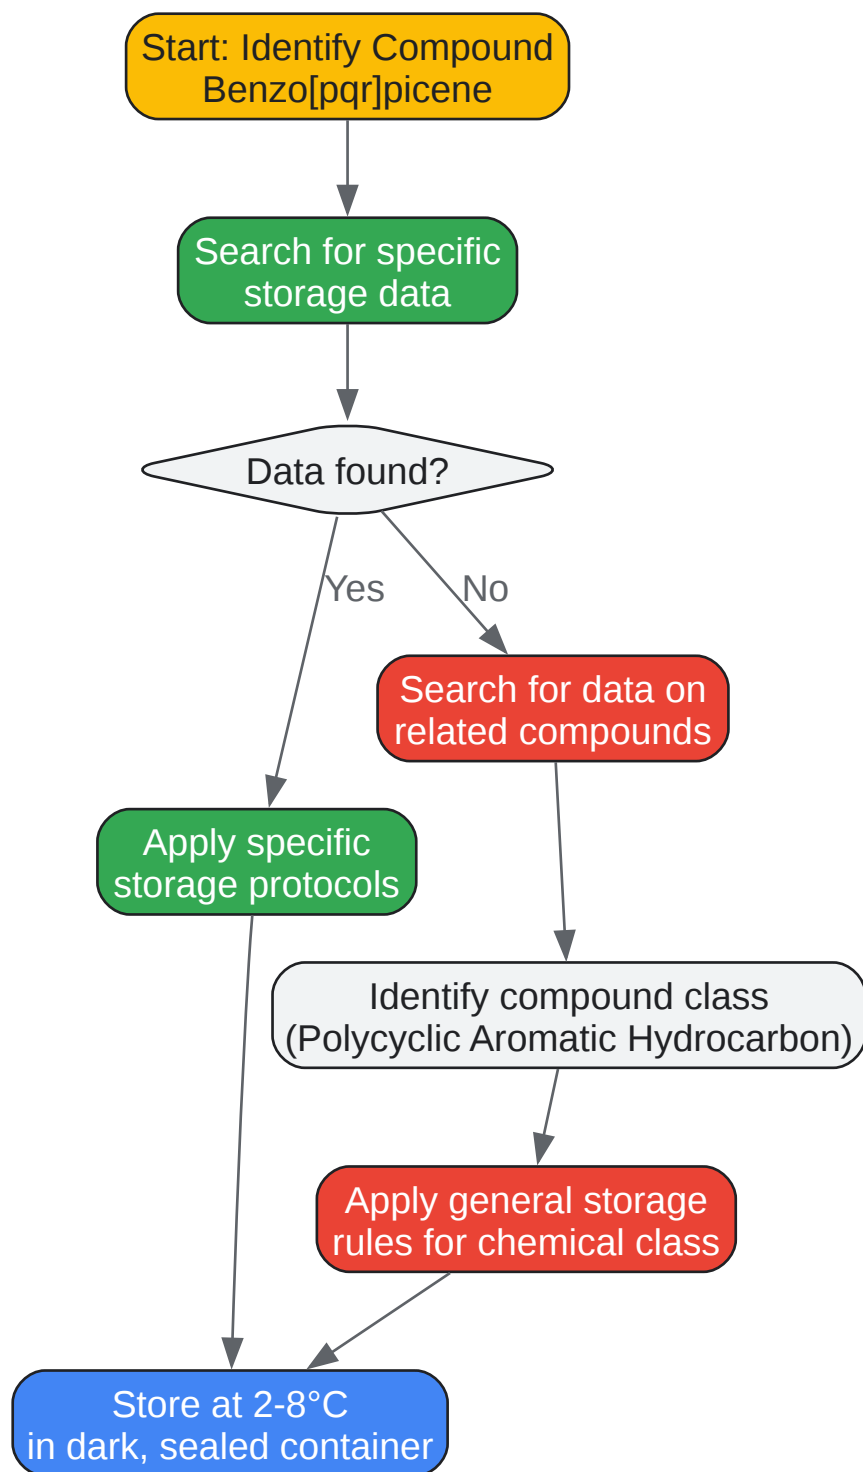 Start: Identify Compound
Benzo[pqr]picene
Search for specific
storage data
Data found?
Yes
No
Search for data on
related compounds
Apply specific
storage protocols
Identify compound class
(Polycyclic Aromatic Hydrocarbon)
Apply general storage
rules for chemical class
Store at 2-8°C
in dark, sealed container